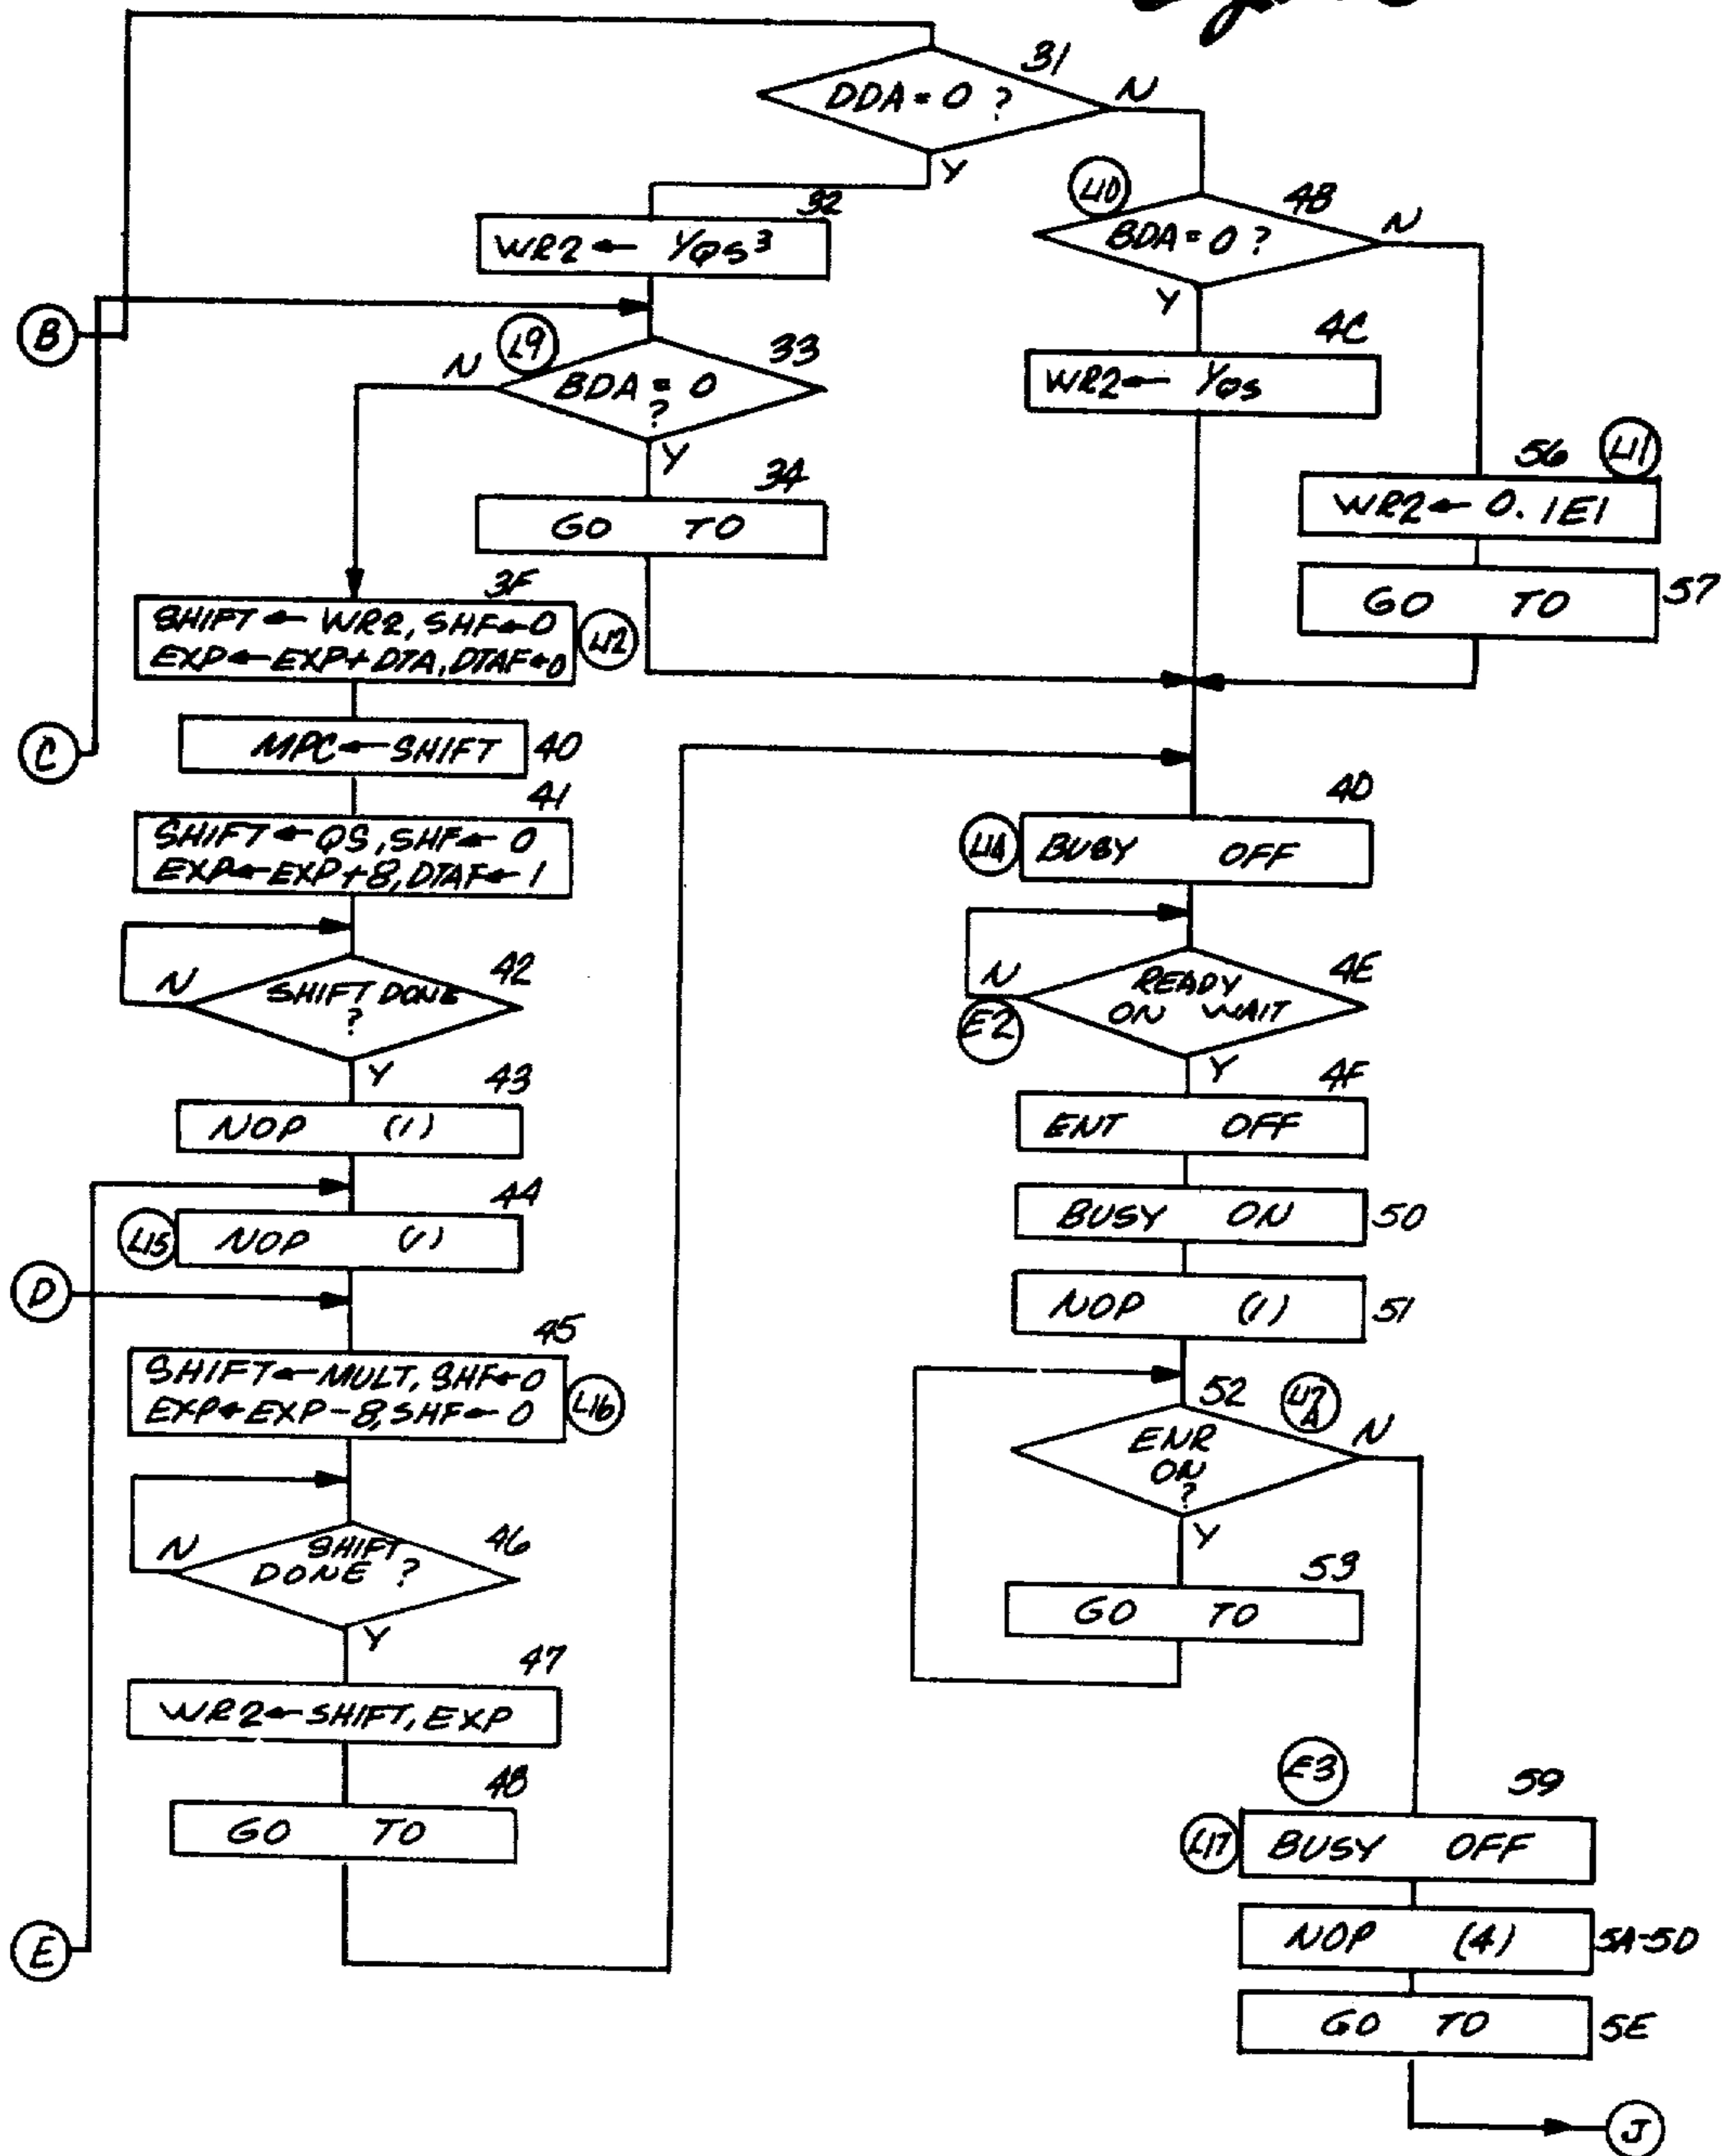 31
DDA = 0 ?
N
Y
32
WR2 ← YQS³
B
L9
33
N
BDA = 0
?
Y
34
GO TO
L10
4B
N
BDA = 0 ?
Y
4C
WR2 ← YQS
56
L11
WR2 ← 0.1E1
GO TO
57
3F
SHIFT ← WR2, SHF ← 0
EXP ← EXP + DTA, DTAF ← 0
L12
C
MPC ← SHIFT
40
41
SHIFT ← QS, SHF ← 0
EXP ← EXP + 8, DTAF ← 1
42
N
SHIFT DONE
?
Y
43
NOP (1)
44
L15
NOP (1)
D
45
SHIFT ← MULT, SHF ← 0
EXP ← EXP - 8, SHF ← 0
L16
46
N
SHIFT
DONE ?
Y
47
WR2 ← SHIFT, EXP
48
GO TO
E
4D
L14
BUSY OFF
4E
N
READY
ON WAIT
E2
Y
4F
ENT OFF
BUSY ON
50
NOP (1)
51
52
N
ENR
ON
?
Y
53
GO TO
E3
59
L17
BUSY OFF
NOP (4)
5A-5D
GO TO
5E
J